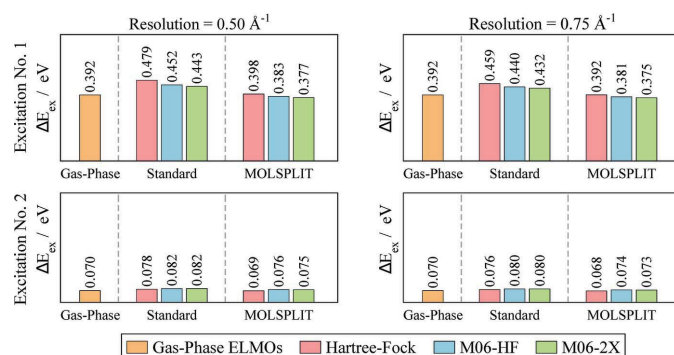 Resolution = 0.50 Å⁻¹
Resolution = 0.75 Å⁻¹
Excitation No. 1
ΔE_ex / eV
0.392
0.479
0.452
0.443
0.398
0.383
0.377
Gas-Phase Standard MOLSPLIT
ΔE_ex / eV
0.392
0.459
0.440
0.432
0.392
0.381
0.375
Gas-Phase Standard MOLSPLIT
Excitation No. 2
ΔE_ex / eV
0.070
0.078
0.082
0.082
0.069
0.076
0.075
Gas-Phase Standard MOLSPLIT
ΔE_ex / eV
0.070
0.076
0.080
0.080
0.068
0.074
0.073
Gas-Phase Standard MOLSPLIT
Gas-Phase ELMOs Hartree-Fock M06-HF M06-2X